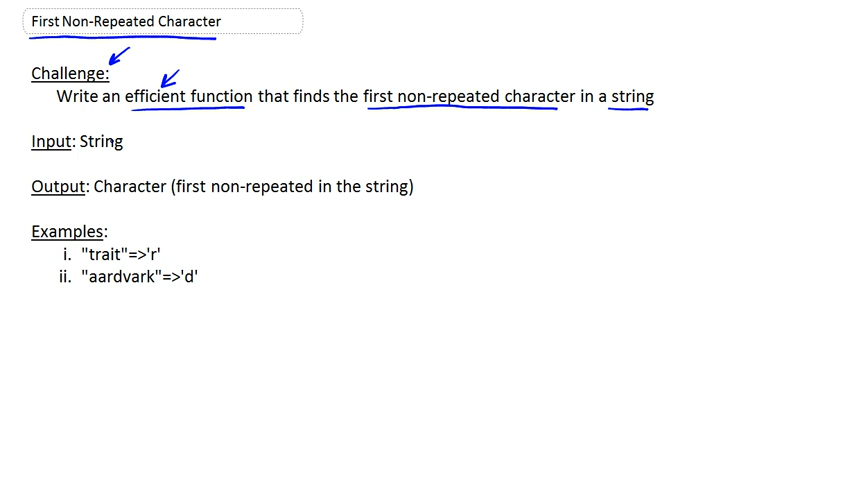 First Non-Repeated Character
Challenge:
Write an efficient function that finds the first non-repeated character in a string
Input: String
Output: Character (first non-repeated in the string)
Examples:
i. "trait"=>'r'
ii. "aardvark"=>'d'